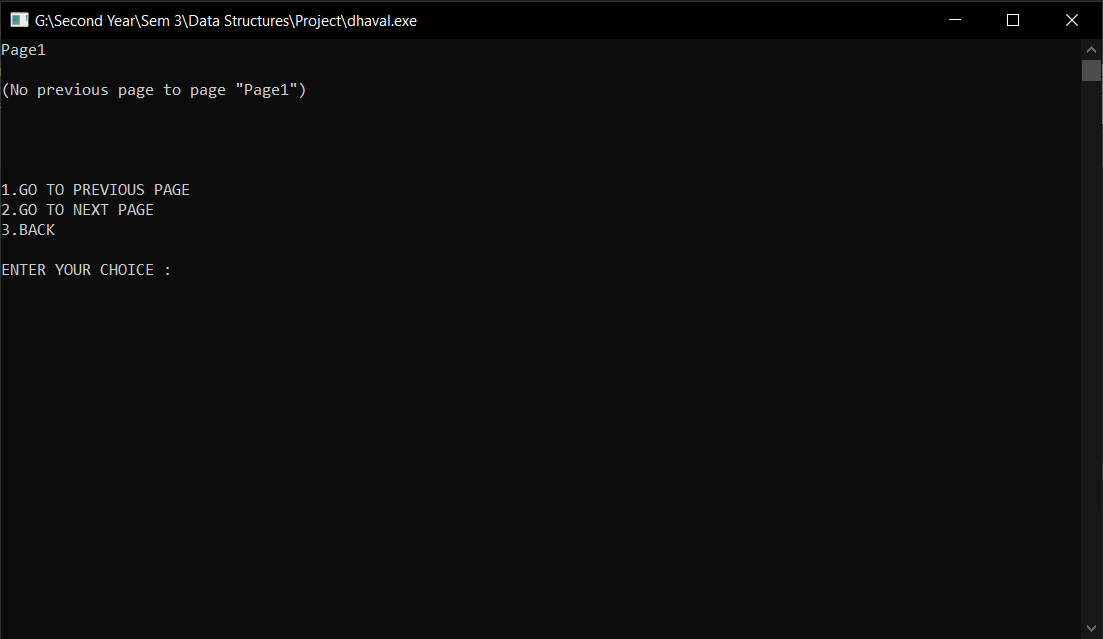 G:\Second Year\Sem 3\Data Structures\Project\dhaval.exe
Page1
(No previous page to page "Page1")
1.GO TO PREVIOUS PAGE
2.GO TO NEXT PAGE
3.BACK
ENTER YOUR CHOICE :